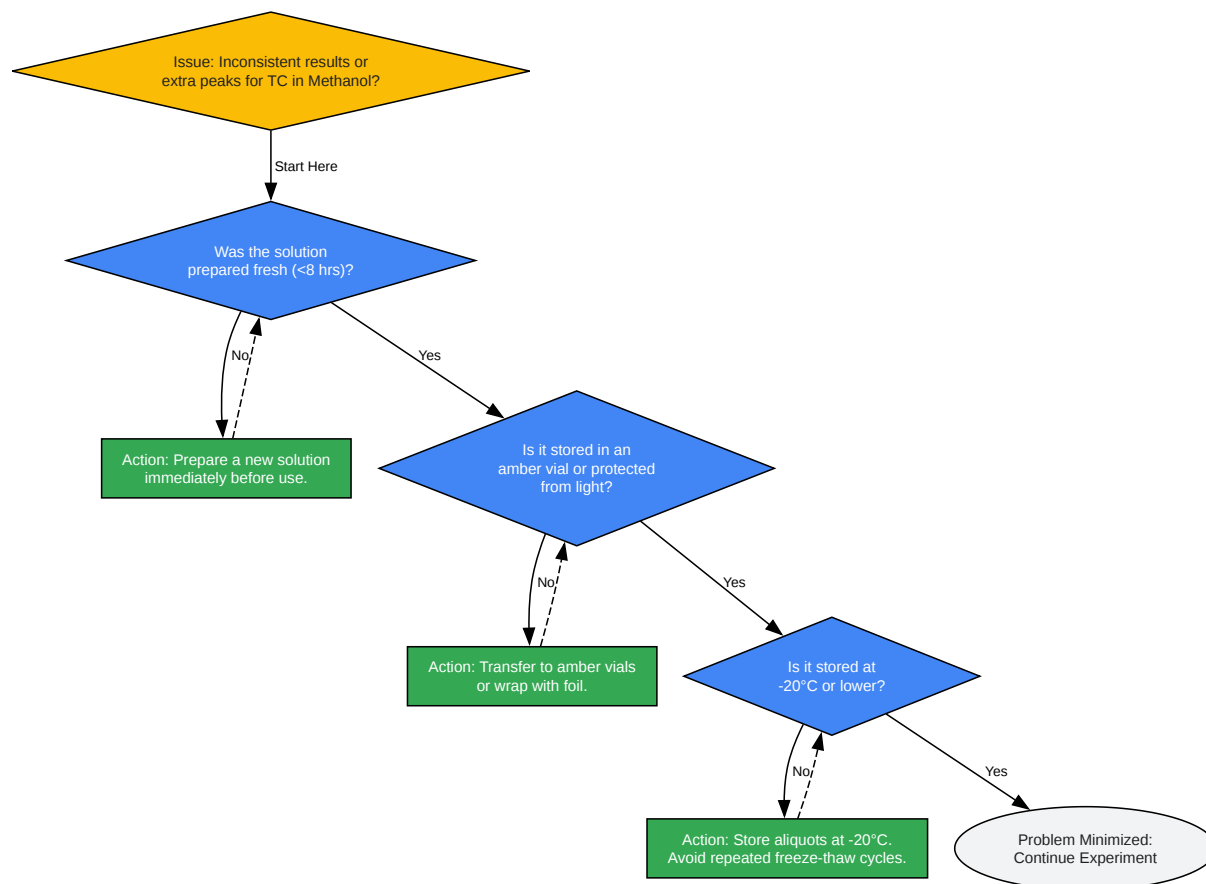 Issue: Inconsistent results or
extra peaks for TC in Methanol?
Start Here
Was the solution
prepared fresh (<8 hrs)?
No
Yes
Action: Prepare a new solution
immediately before use.
Is it stored in an
amber vial or protected
from light?
No
Yes
Action: Transfer to amber vials
or wrap with foil.
Is it stored at
-20°C or lower?
No
Yes
Action: Store aliquots at -20°C.
Avoid repeated freeze-thaw cycles.
Problem Minimized:
Continue Experiment